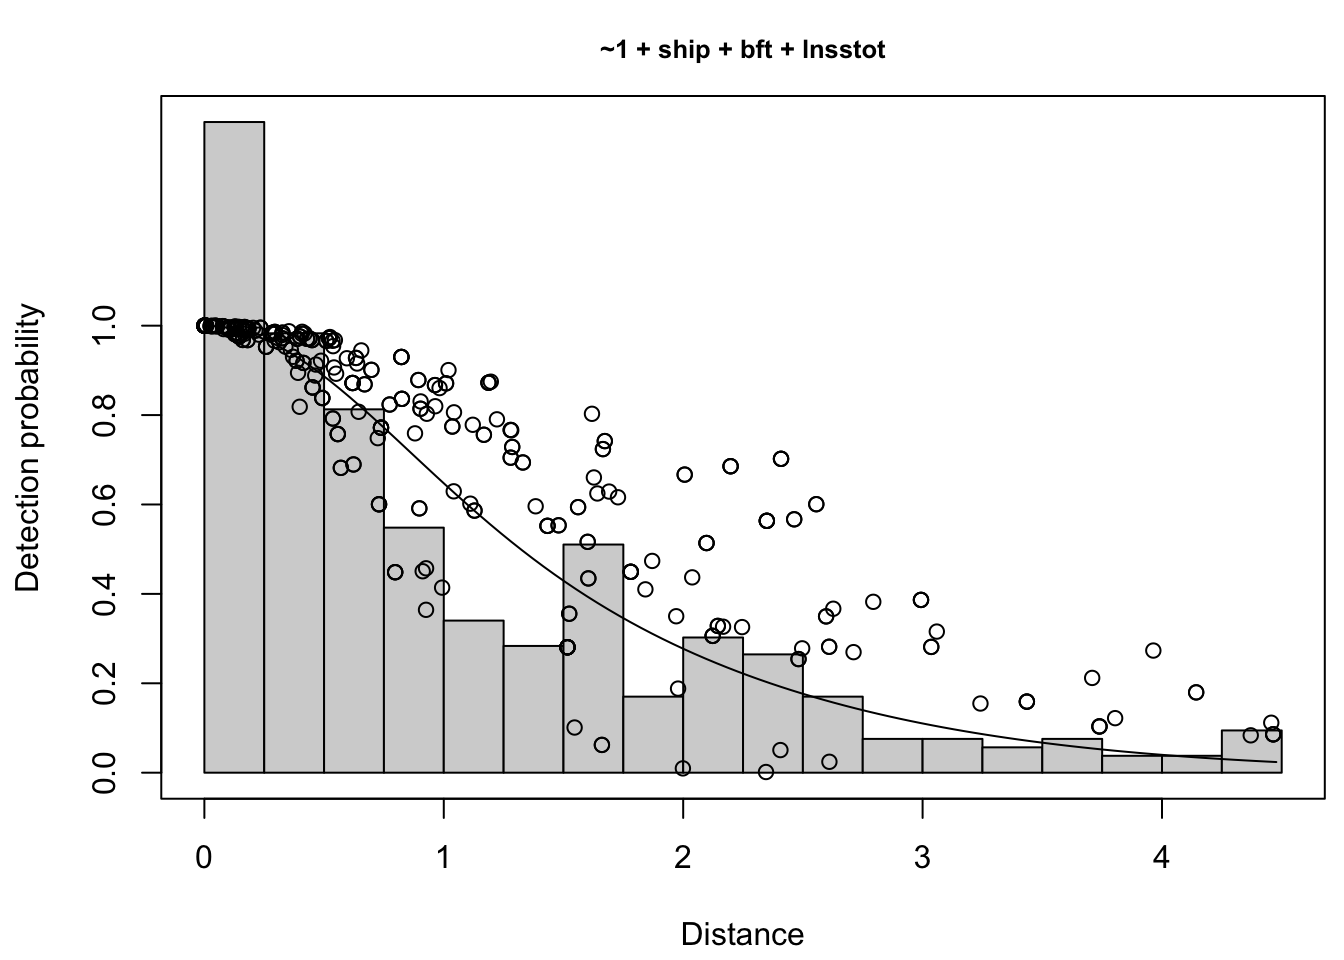 ~1 + ship + bft + lnsstot
Detection probability
1.0
0.8
0.6
0.4
0.2
0.0
0 1 2 3 4
Distance